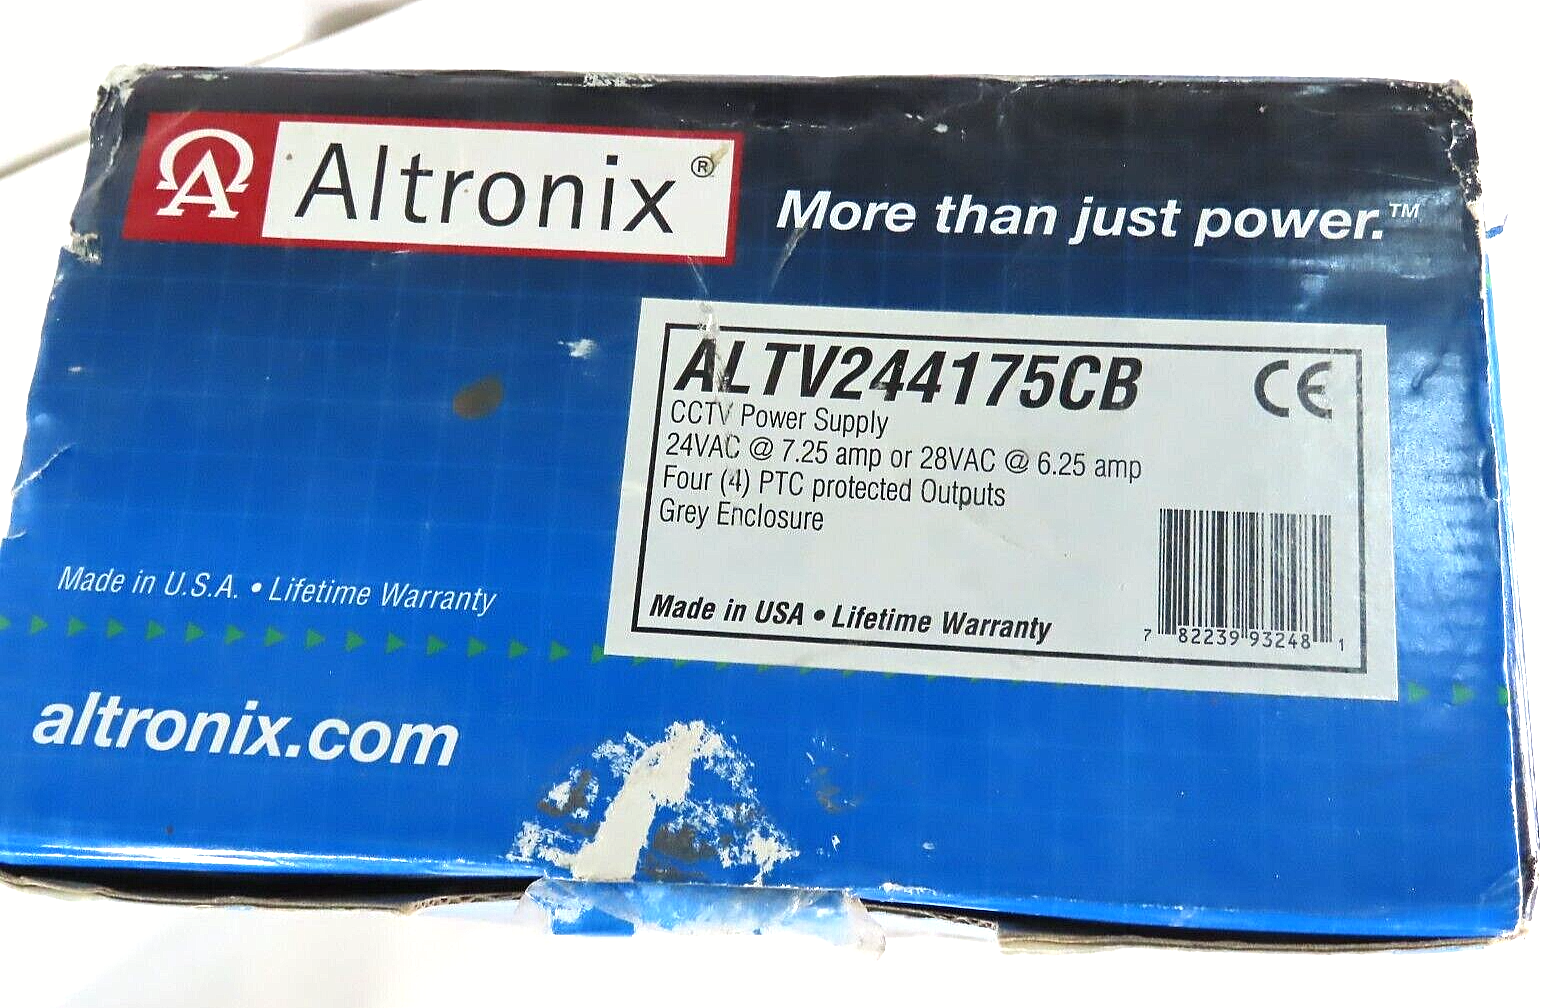 Altronix®
More than just power.™
ALTV244175CB
CE
CCTV Power Supply
24VAC @ 7.25 amp or 28VAC @ 6.25 amp
Four (4) PTC protected Outputs
Grey Enclosure
Made in USA • Lifetime Warranty
7 82239 93248 1
Made in U.S.A. • Lifetime Warranty
altronix.com